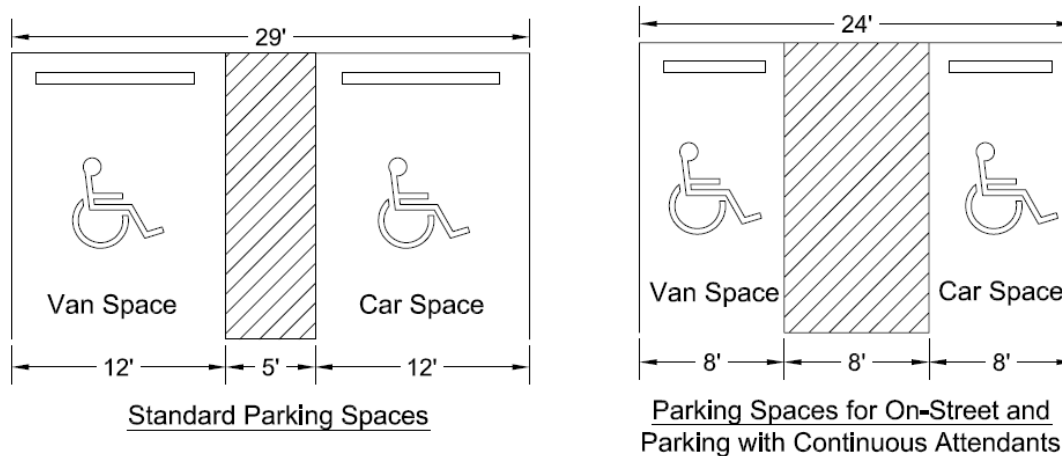 29'
Van Space
Car Space
12'
5'
12'
Standard Parking Spaces
24'
Van Space
Car Space
8'
8'
8'
Parking Spaces for On-Street and
Parking with Continuous Attendants